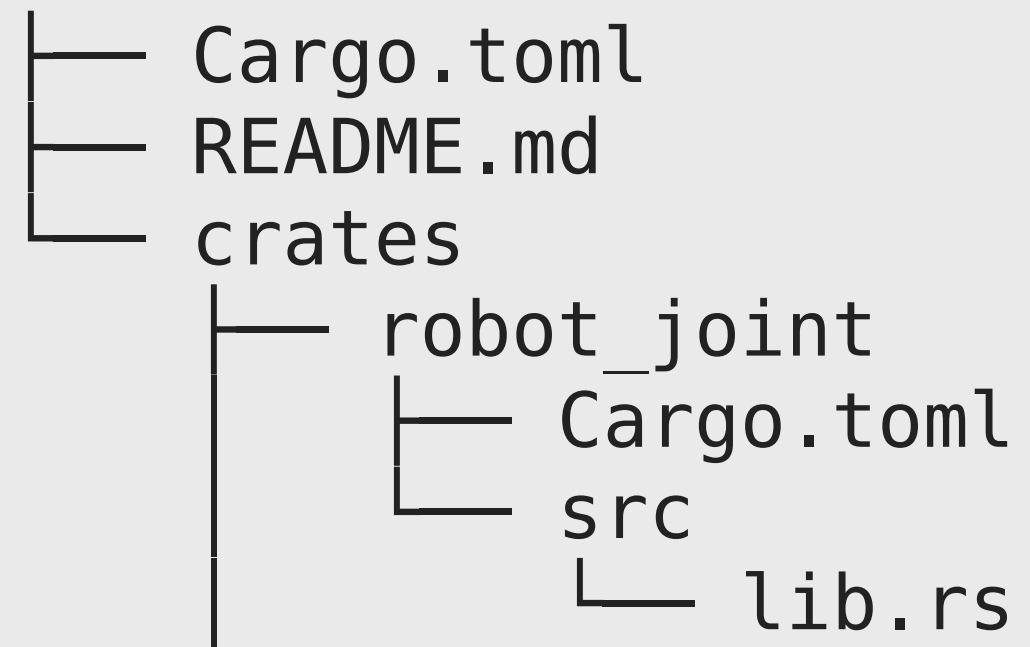 ├── Cargo.toml
├── README.md
└── crates
    ├── robot_joint
    │   ├── Cargo.toml
    │   └── src
    │       └── lib.rs